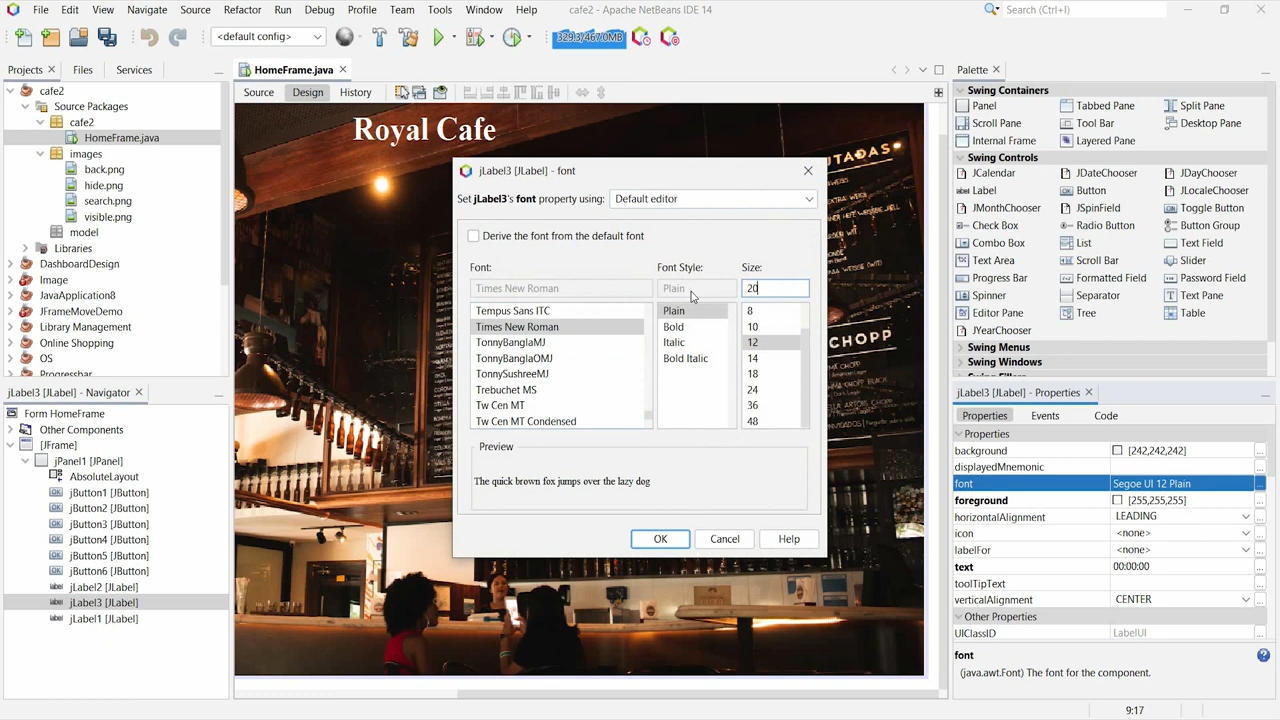 File Edit View Navigate Source Refactor Run Debug Profile Team Tools Window Help cafe2 - Apache NetBeans IDE 14 Search (Ctrl+I)
<default config> 329.3/467.0MB
Projects Files Services
HomeFrame.java
Palette
Source Design History
cafe2
Source Packages
cafe2
HomeFrame.java
images
back.png
hide.png
search.png
visible.png
model
Libraries
DashboardDesign
Image
JavaApplication8
JFrameMoveDemo
Online Shopping
OS
Progressbar
jLabel3 [JLabel] - Navigator
Form HomeFrame
Other Components
[JFrame]
jPanel1 [JPanel]
AbsoluteLayout
jButton1 [JButton]
jButton2 [JButton]
jButton3 [JButton]
jButton4 [JButton]
jButton5 [JButton]
jButton6 [JButton]
jLabel2 [JLabel]
jLabel3 [JLabel]
jLabel1 [JLabel]
Royal Cafe
jLabel3 [JLabel] - font
Set jLabel3's font property using: Default editor
Derive the font from the default font
Font: Font Style: Size:
Times New Roman Plain 20
Tempus Sans ITC Plain 8
Times New Roman Bold 10
TonnyBanglaMJ Italic 12
TonnyBanglaOMJ Bold Italic 14
TonnySushreeMJ 18
Trebuchet MS 24
Tw Cen MT 36
Tw Cen MT Condensed 48
Preview
The quick brown fox jumps over the lazy dog
OK Cancel Help
CHOPP
Swing Containers
Panel Tabbed Pane Split Pane
Scroll Pane Tool Bar Desktop Pane
Internal Frame Layered Pane
Swing Controls
JCalendar JDateChooser JDayChooser
Label Button JLocaleChooser
JMonthChooser JSpinField Toggle Button
Check Box Radio Button Button Group
Combo Box List Text Field
Text Area Scroll Bar Slider
Progress Bar Formatted Field Password Field
Spinner Separator Text Pane
Editor Pane Tree Table
JYearChooser
Swing Menus
Swing Windows
jLabel3 [JLabel] - Properties
Properties Events Code
Properties
background [242,242,242] ...
displayedMnemonic ...
font Segoe UI 12 Plain ...
foreground [255,255,255] ...
horizontalAlignment LEADING ...
icon <none> ...
labelFor <none> ...
text 00:00:00 ...
toolTipText ...
verticalAlignment CENTER ...
Other Properties
UIClassID LabelUI ...
font
(java.awt.Font) The font for the component.
9:17